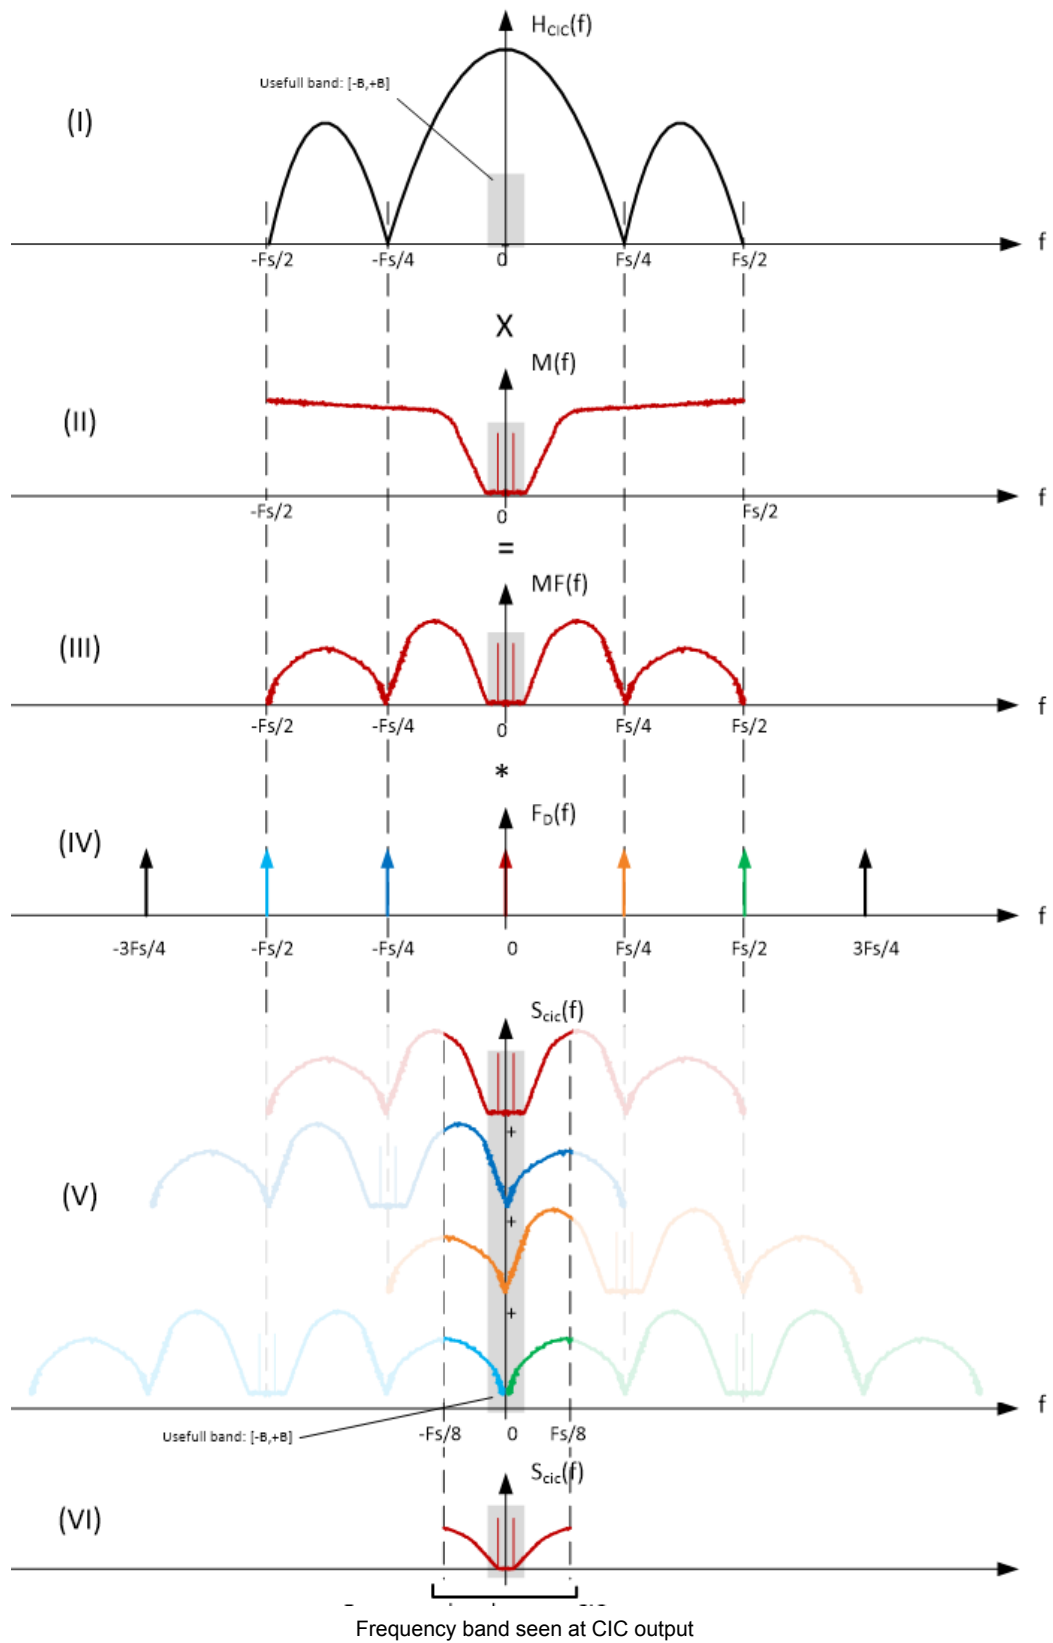 H_CIC(f)
Usefull band: [-B,+B]
(I)
f
-Fs/2 -Fs/4 0 Fs/4 Fs/2
X
M(f)
(II)
f
-Fs/2 0 Fs/2
=
MF(f)
(III)
f
-Fs/2 -Fs/4 0 Fs/4 Fs/2
*
F_D(f)
(IV)
f
-3Fs/4 -Fs/2 -Fs/4 0 Fs/4 Fs/2 3Fs/4
S_cic(f)
+
(V)
+
+
f
Usefull band: [-B,+B]
-Fs/8 0 Fs/8
S_cic(f)
(VI)
Frequency band seen at CIC output